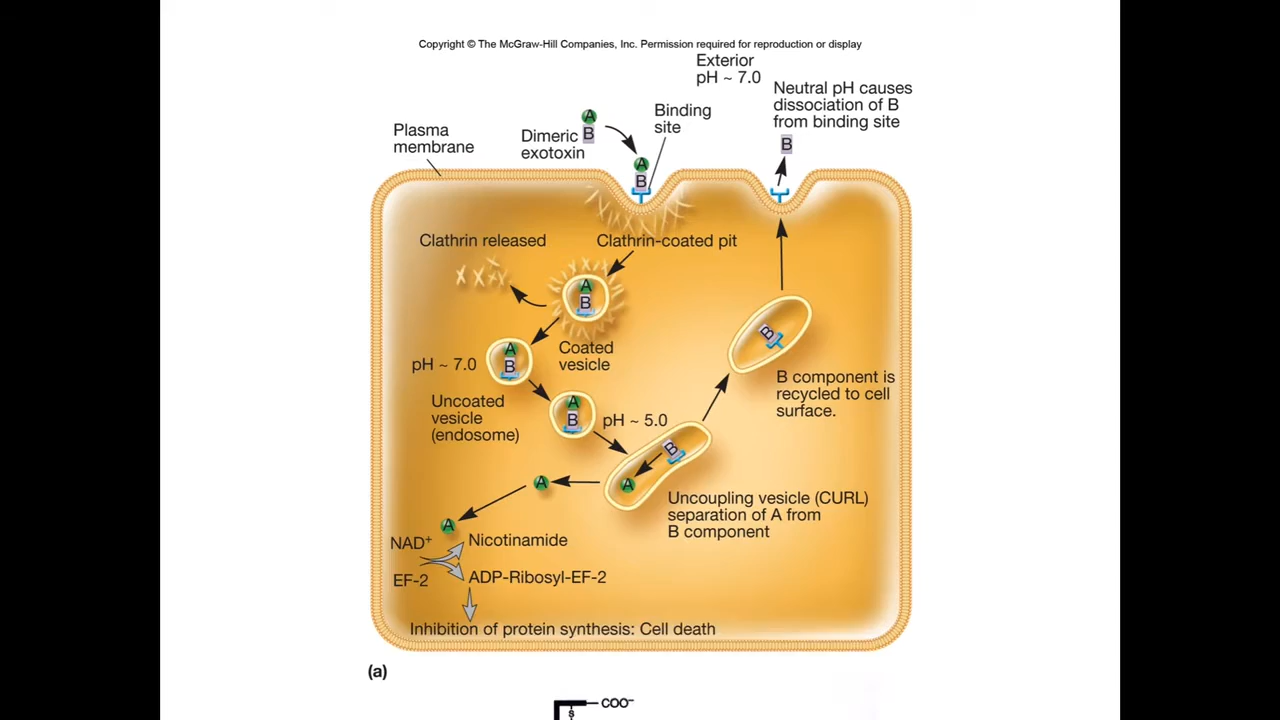 Copyright © The McGraw-Hill Companies, Inc. Permission required for reproduction or display
Exterior
pH ~ 7.0
Neutral pH causes
dissociation of B
from binding site
B
Binding
site
Plasma
membrane
Dimeric
exotoxin
A
B
A
B
Clathrin released
Clathrin-coated pit
A
B
Coated
vesicle
pH ~ 7.0
A
B
Uncoated
vesicle
(endosome)
A
B
pH ~ 5.0
B
A
Uncoupling vesicle (CURL)
separation of A from
B component
B
B component is
recycled to cell
surface.
A
A
NAD+
Nicotinamide
EF-2
ADP-Ribosyl-EF-2
Inhibition of protein synthesis: Cell death
(a)
COO−
S